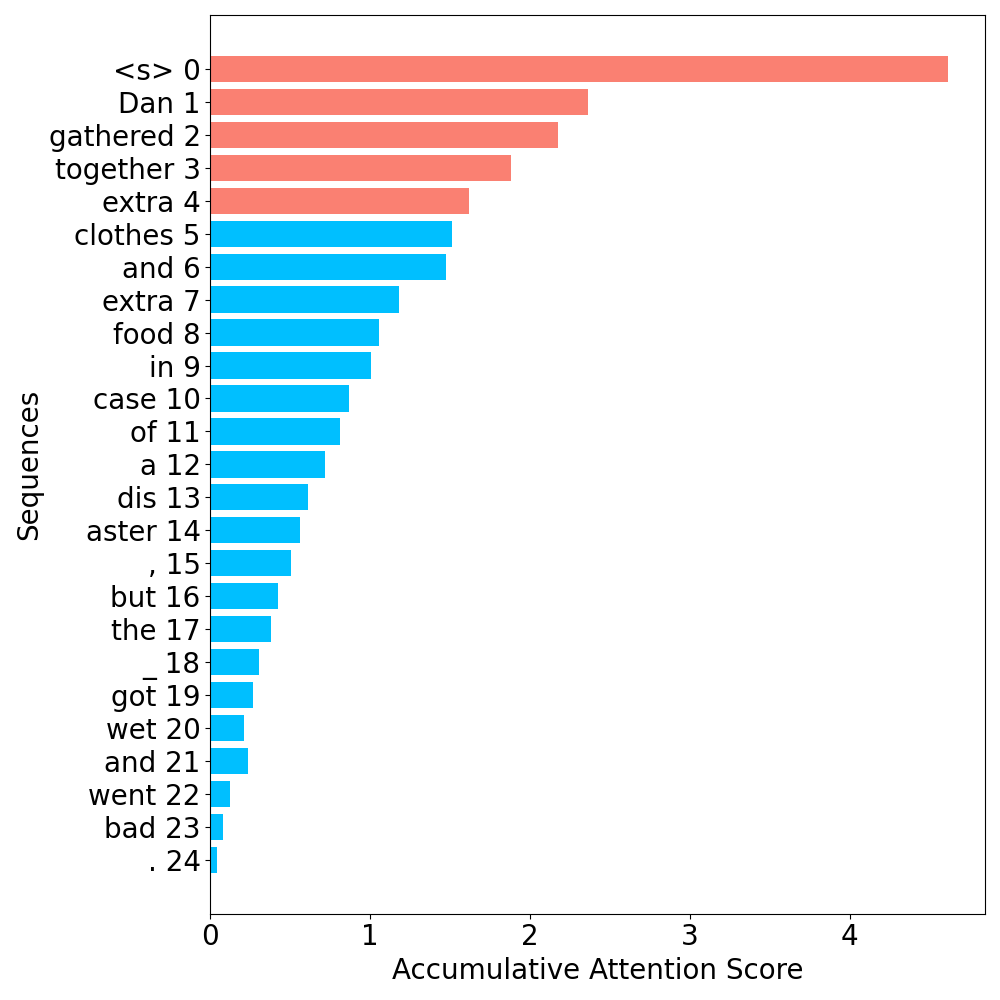 <s> 0
Dan 1
gathered 2
together 3
extra 4
clothes 5
and 6
extra 7
food 8
in 9
case 10
of 11
a 12
dis 13
aster 14
, 15
but 16
the 17
_ 18
got 19
wet 20
and 21
went 22
bad 23
. 24
Sequences
0 1 2 3 4
Accumulative Attention Score